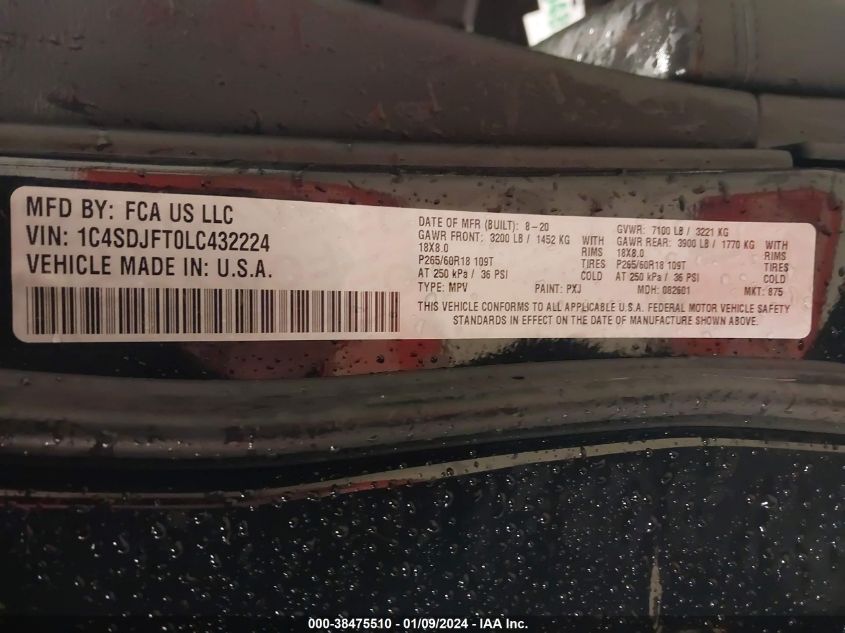 MFD BY: FCA US LLC
VIN: 1C4SDJFT0LC432224
VEHICLE MADE IN: U.S.A.
DATE OF MFR (BUILT): 8-20 GVWR: 7100 LB / 3221 KG
GAWR FRONT: 3200 LB / 1452 KG WITH GAWR REAR: 3900 LB / 1770 KG WITH
18X8.0 RIMS 18X8.0 RIMS
P265/60R18 109T TIRES P265/60R18 109T TIRES
AT 250 kPa / 36 PSI COLD AT 250 kPa / 36 PSI COLD
TYPE: MPV PAINT: PXJ MDH: 082601 MKT: 875
THIS VEHICLE CONFORMS TO ALL APPLICABLE U.S.A. FEDERAL MOTOR VEHICLE SAFETY
STANDARDS IN EFFECT ON THE DATE OF MANUFACTURE SHOWN ABOVE.
000-38475510 - 01/09/2024 - IAA Inc.